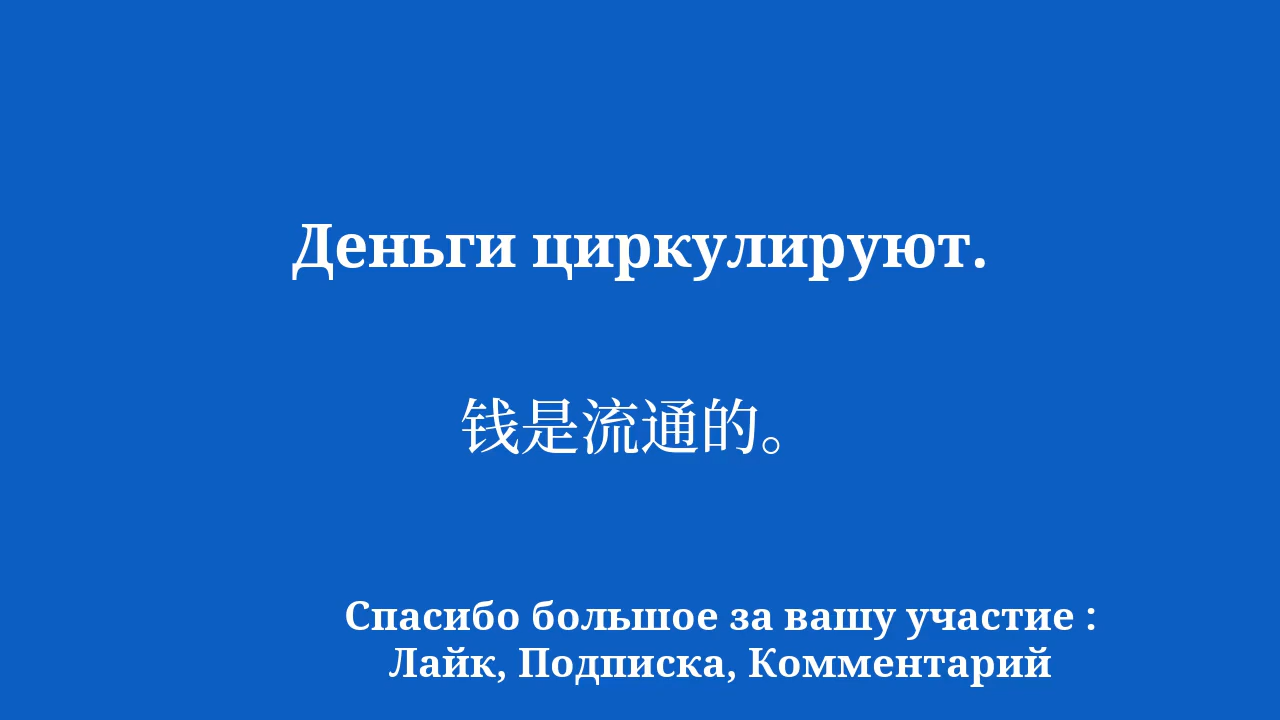 Деньги циркулируют.
钱是流通的。
Спасибо большое за вашу участие :
Лайк, Подписка, Комментарий